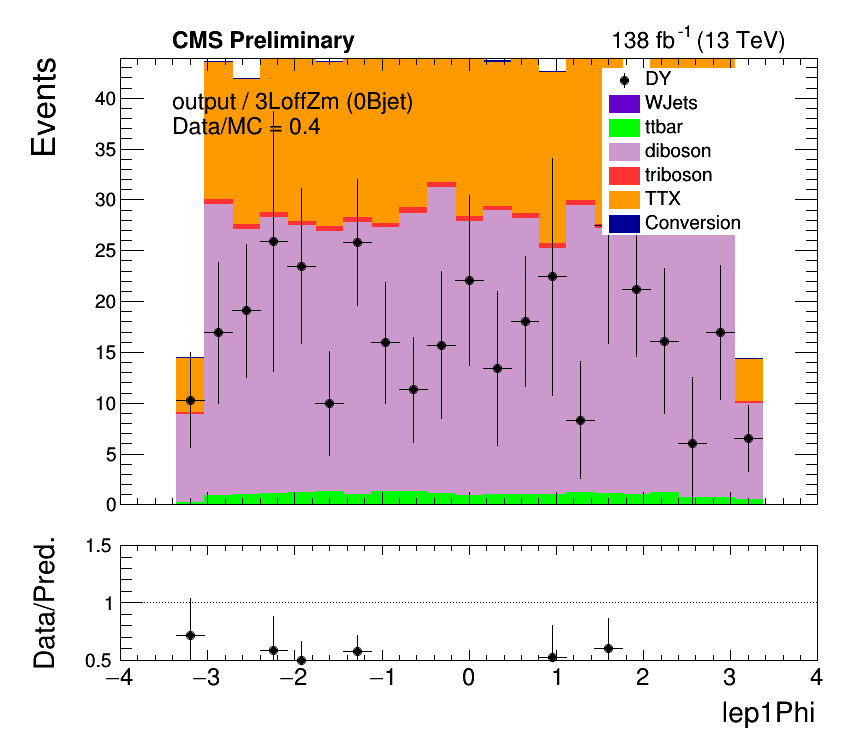 CMS Preliminary
138 fb-1 (13 TeV)
Events
output / 3LoffZm (0Bjet)
Data/MC = 0.4
DY
WJets
ttbar
diboson
triboson
TTX
Conversion
40
35
30
25
20
15
10
5
0
Data/Pred.
1.5
1
0.5
−4 −3 −2 −1 0 1 2 3 4
lep1Phi